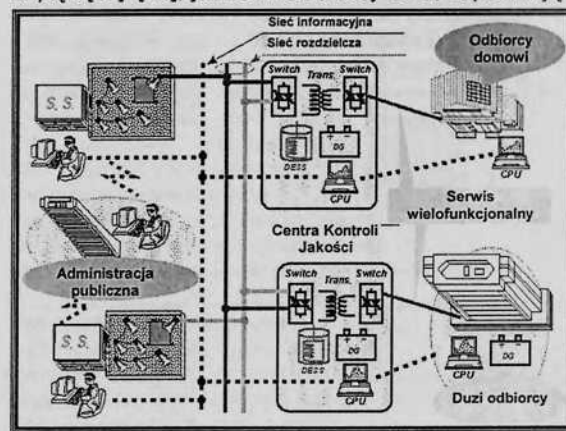 Sieć informacyjna
Sieć rozdzielcza
Switch Trans. Switch
Odbiorcy
domowi
S, S,
DESS
DG
CPU
CPU
Serwis
wielofunkcjonalny
Centra Kontroli
Jakości
Administracja
publiczna
Switch Trans. Switch
S, S,
DESS
DG
CPU
CPU
DG
Duzi odbiorcy